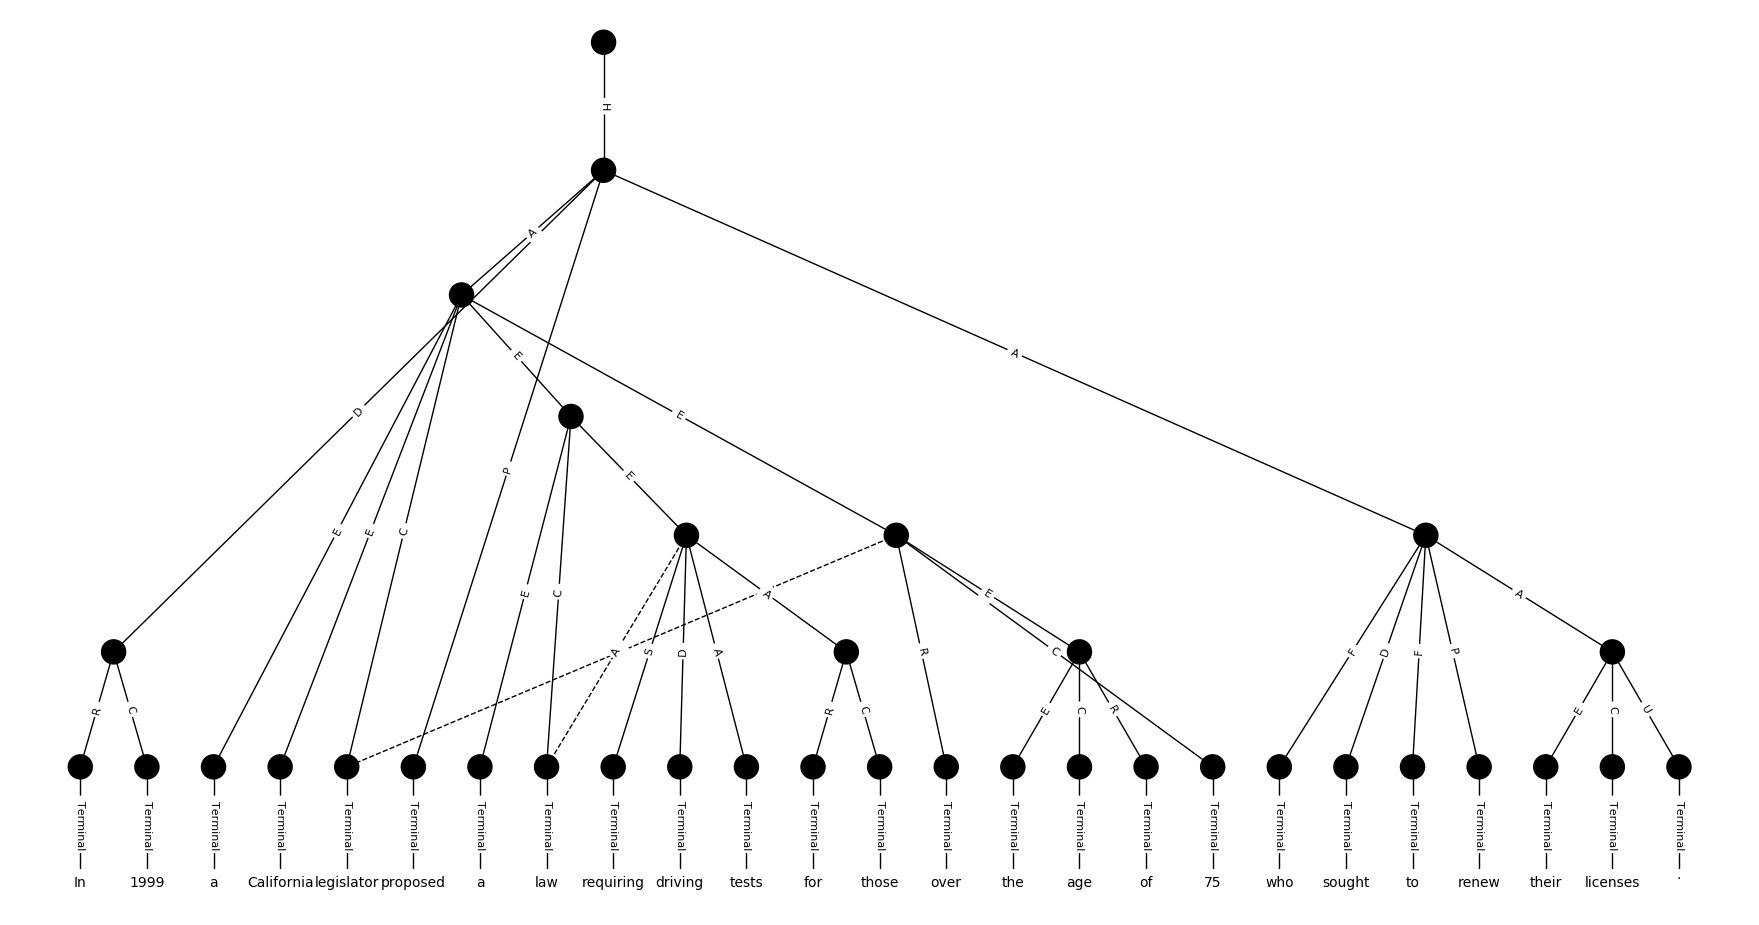 H
A
A
E
D
E
P
E
E
E
C
E
C
A
E
A
A
S
D
A
R
C
F
D
F
P
R
C
R
C
E
C
R
E
C
U
Terminal Terminal Terminal Terminal Terminal Terminal Terminal Terminal Terminal Terminal Terminal Terminal Terminal Terminal Terminal Terminal Terminal Terminal Terminal Terminal Terminal Terminal Terminal Terminal Terminal
In 1999 a California legislator proposed a law requiring driving tests for those over the age of 75 who sought to renew their licenses .